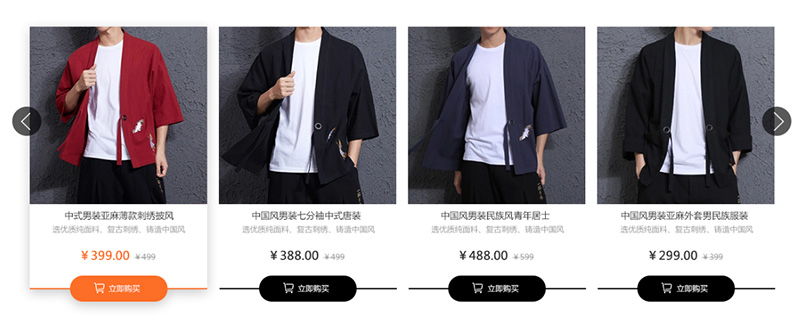 中式男装亚麻薄款刺绣披风
选优质纯面料、复古刺绣、铸造中国风
￥399.00 ￥499
立即购买
中国风男装七分袖中式唐装
选优质纯面料、复古刺绣、铸造中国风
￥388.00 ￥499
立即购买
中国风男装民族风青年居士
选优质纯面料、复古刺绣、铸造中国风
￥488.00 ￥599
立即购买
中国风男装亚麻外套男民族服装
选优质纯面料、复古刺绣、铸造中国风
￥299.00 ￥399
立即购买